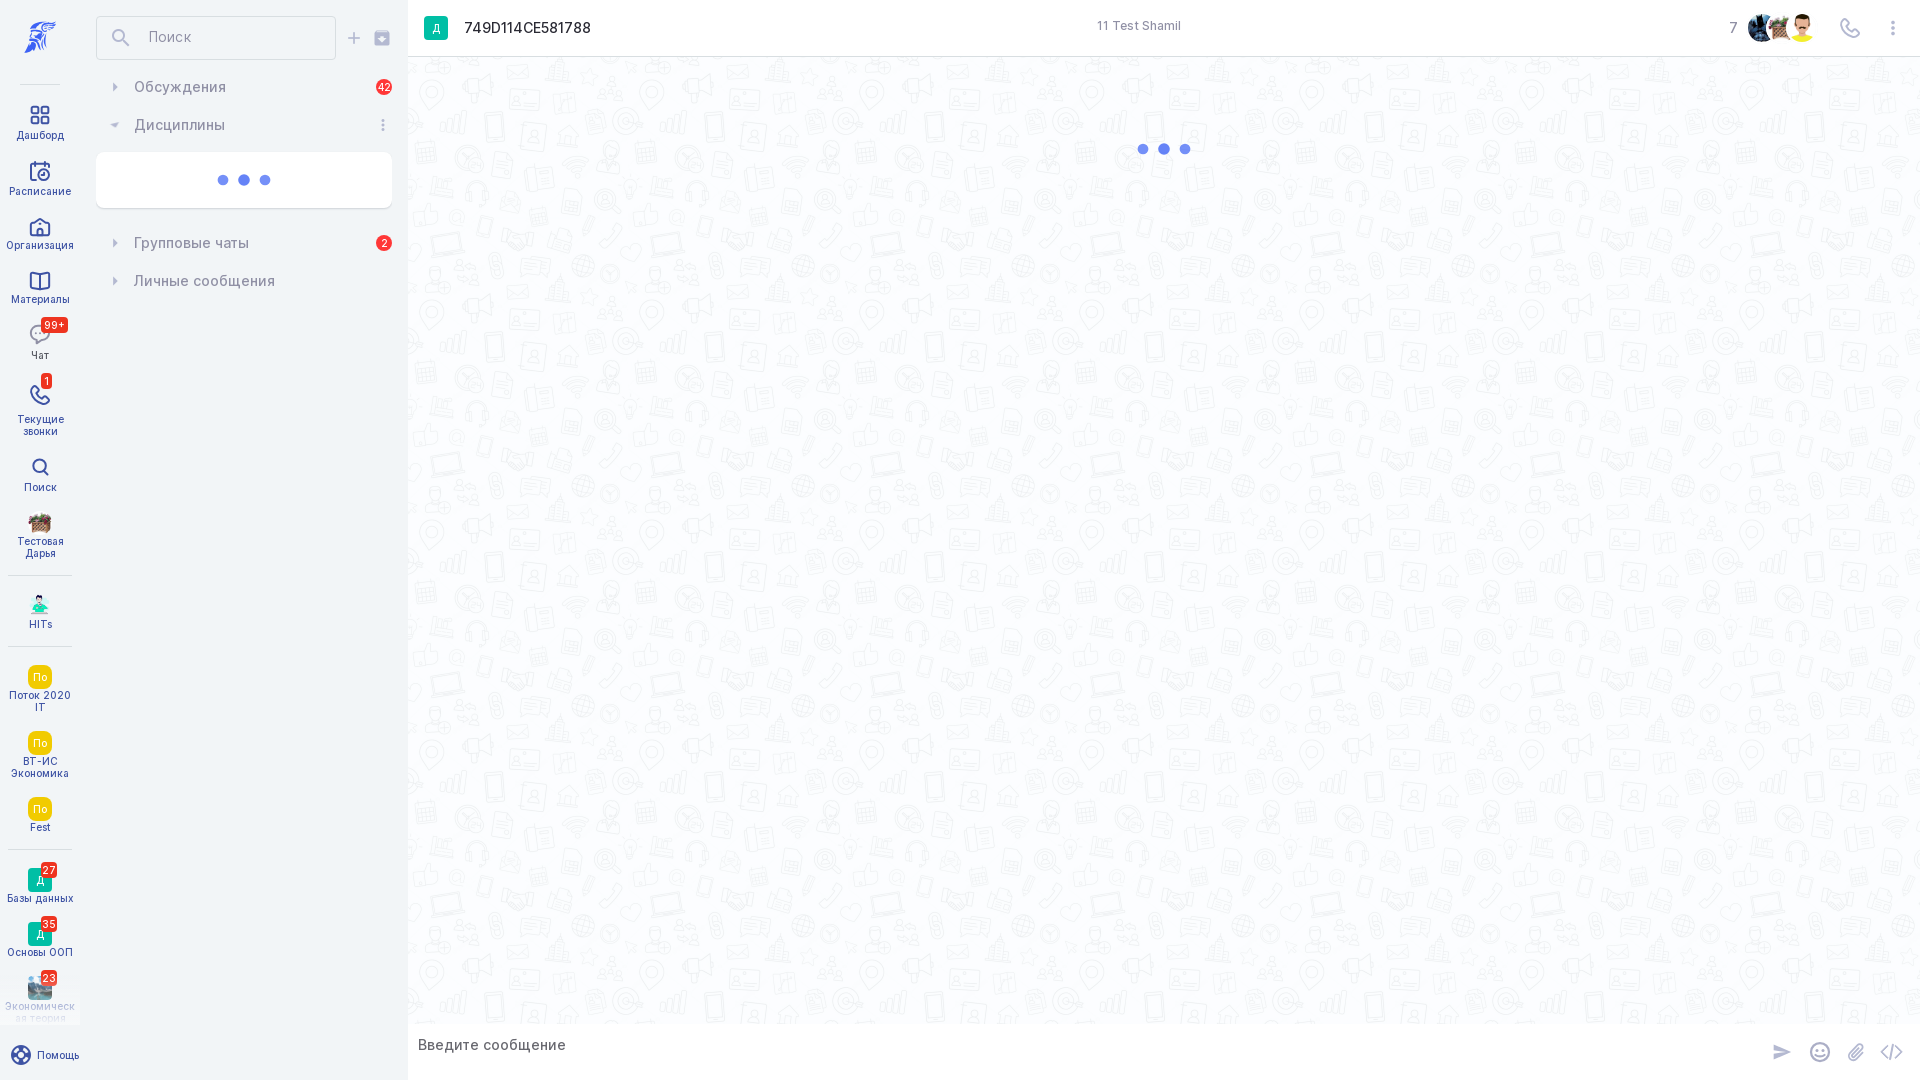 Дашборд
Расписание
Организация
Материалы
99+
Чат
1
Текущие
звонки
Поиск
Тестовая
Дарья
HITs
По
Поток 2020
IT
По
ВТ-ИС
Экономика
По
Fest
27
Д
Базы данных
35
Д
Основы ООП
23
Экономическ
ая теория
Помощь
Поиск
Обсуждения
42
Дисциплины
Групповые чаты
2
Личные сообщения
Д
749D114CE581788
11 Test Shamil
7
Введите сообщение